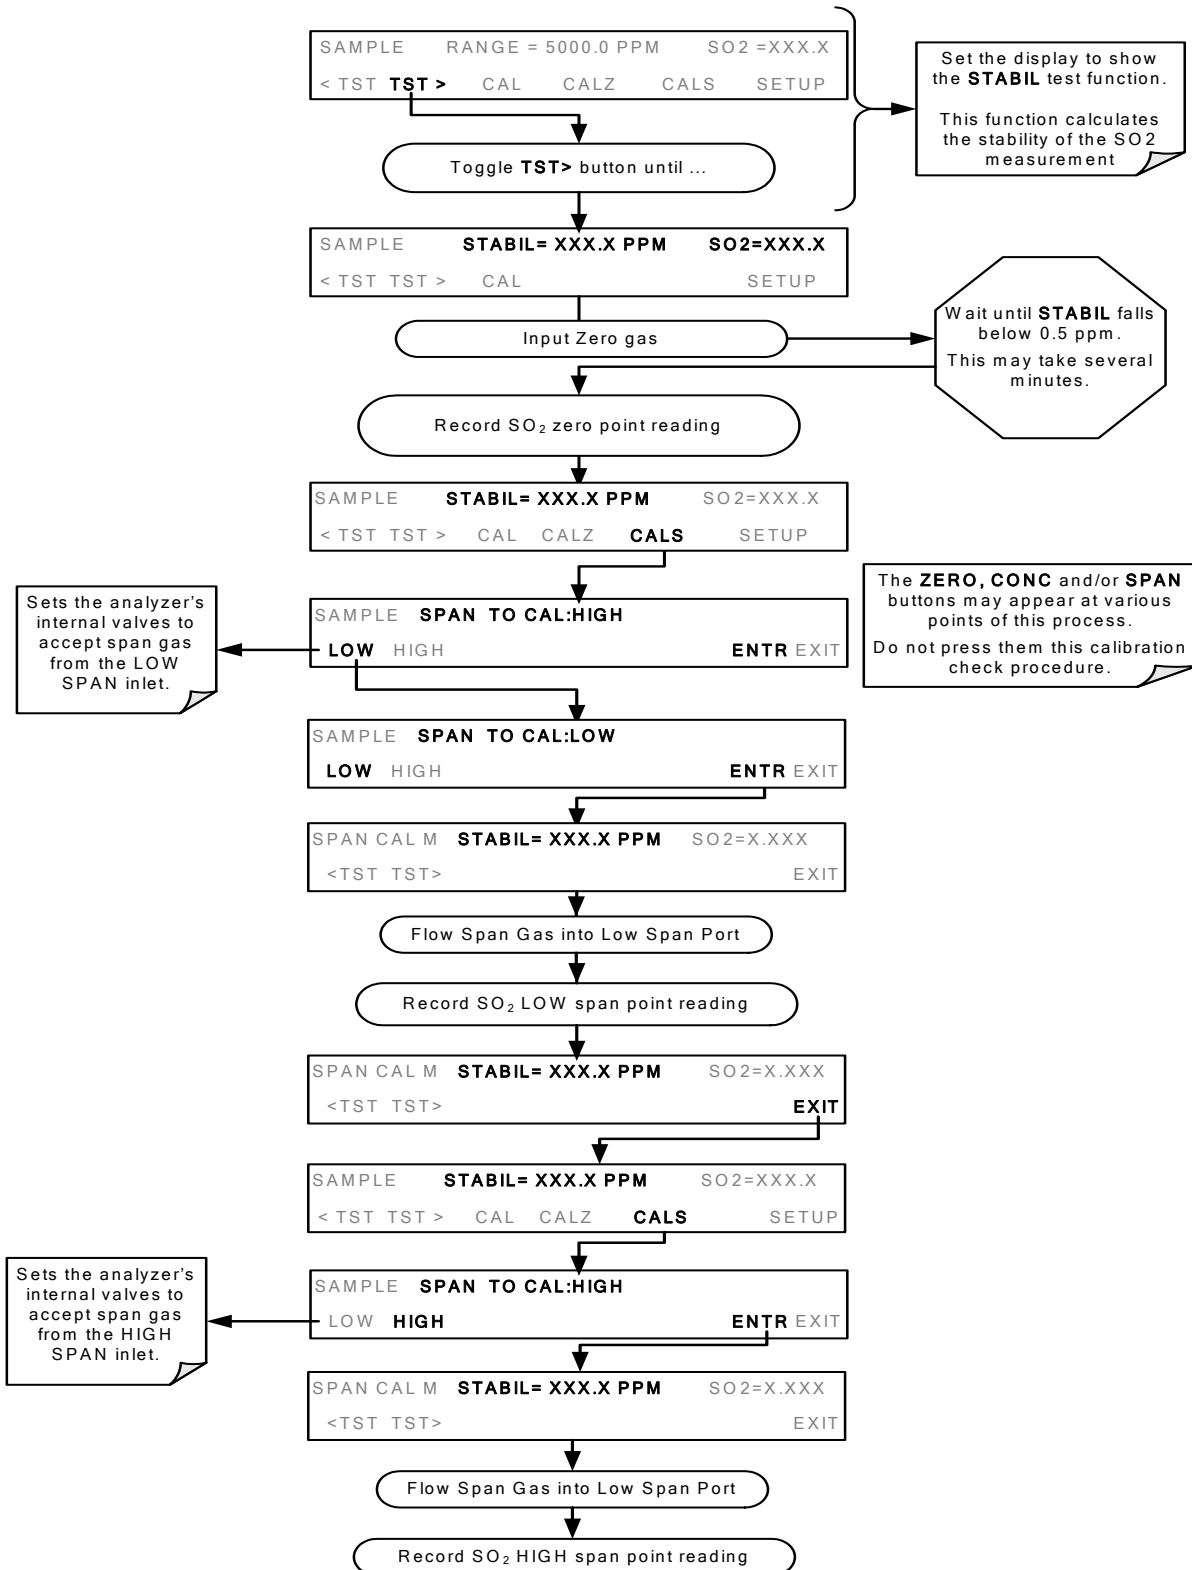 SAMPLE RANGE = 5000.0 PPM SO2 =XXX.X
< TST TST > CAL CALZ CALS SETUP
Set the display to show
the STABIL test function.
This function calculates
the stability of the SO2
measurement
Toggle TST> button until ...
SAMPLE STABIL= XXX.X PPM SO2=XXX.X
< TST TST > CAL SETUP
Input Zero gas
Wait until STABIL falls
below 0.5 ppm.
This may take several
minutes.
Record SO₂ zero point reading
SAMPLE STABIL= XXX.X PPM SO2=XXX.X
< TST TST > CAL CALZ CALS SETUP
The ZERO, CONC and/or SPAN
buttons may appear at various
points of this process.
Do not press them this calibration
check procedure.
Sets the analyzer's
internal valves to
accept span gas
from the LOW
SPAN inlet.
SAMPLE SPAN TO CAL:HIGH
LOW HIGH ENTR EXIT
SAMPLE SPAN TO CAL:LOW
LOW HIGH ENTR EXIT
SPAN CAL M STABIL= XXX.X PPM SO2=X.XXX
<TST TST> EXIT
Flow Span Gas into Low Span Port
Record SO₂ LOW span point reading
SPAN CAL M STABIL= XXX.X PPM SO2=X.XXX
<TST TST> EXIT
SAMPLE STABIL= XXX.X PPM SO2=XXX.X
< TST TST > CAL CALZ CALS SETUP
Sets the analyzer's
internal valves to
accept span gas
from the HIGH
SPAN inlet.
SAMPLE SPAN TO CAL:HIGH
LOW HIGH ENTR EXIT
SPAN CAL M STABIL= XXX.X PPM SO2=X.XXX
<TST TST> EXIT
Flow Span Gas into Low Span Port
Record SO₂ HIGH span point reading